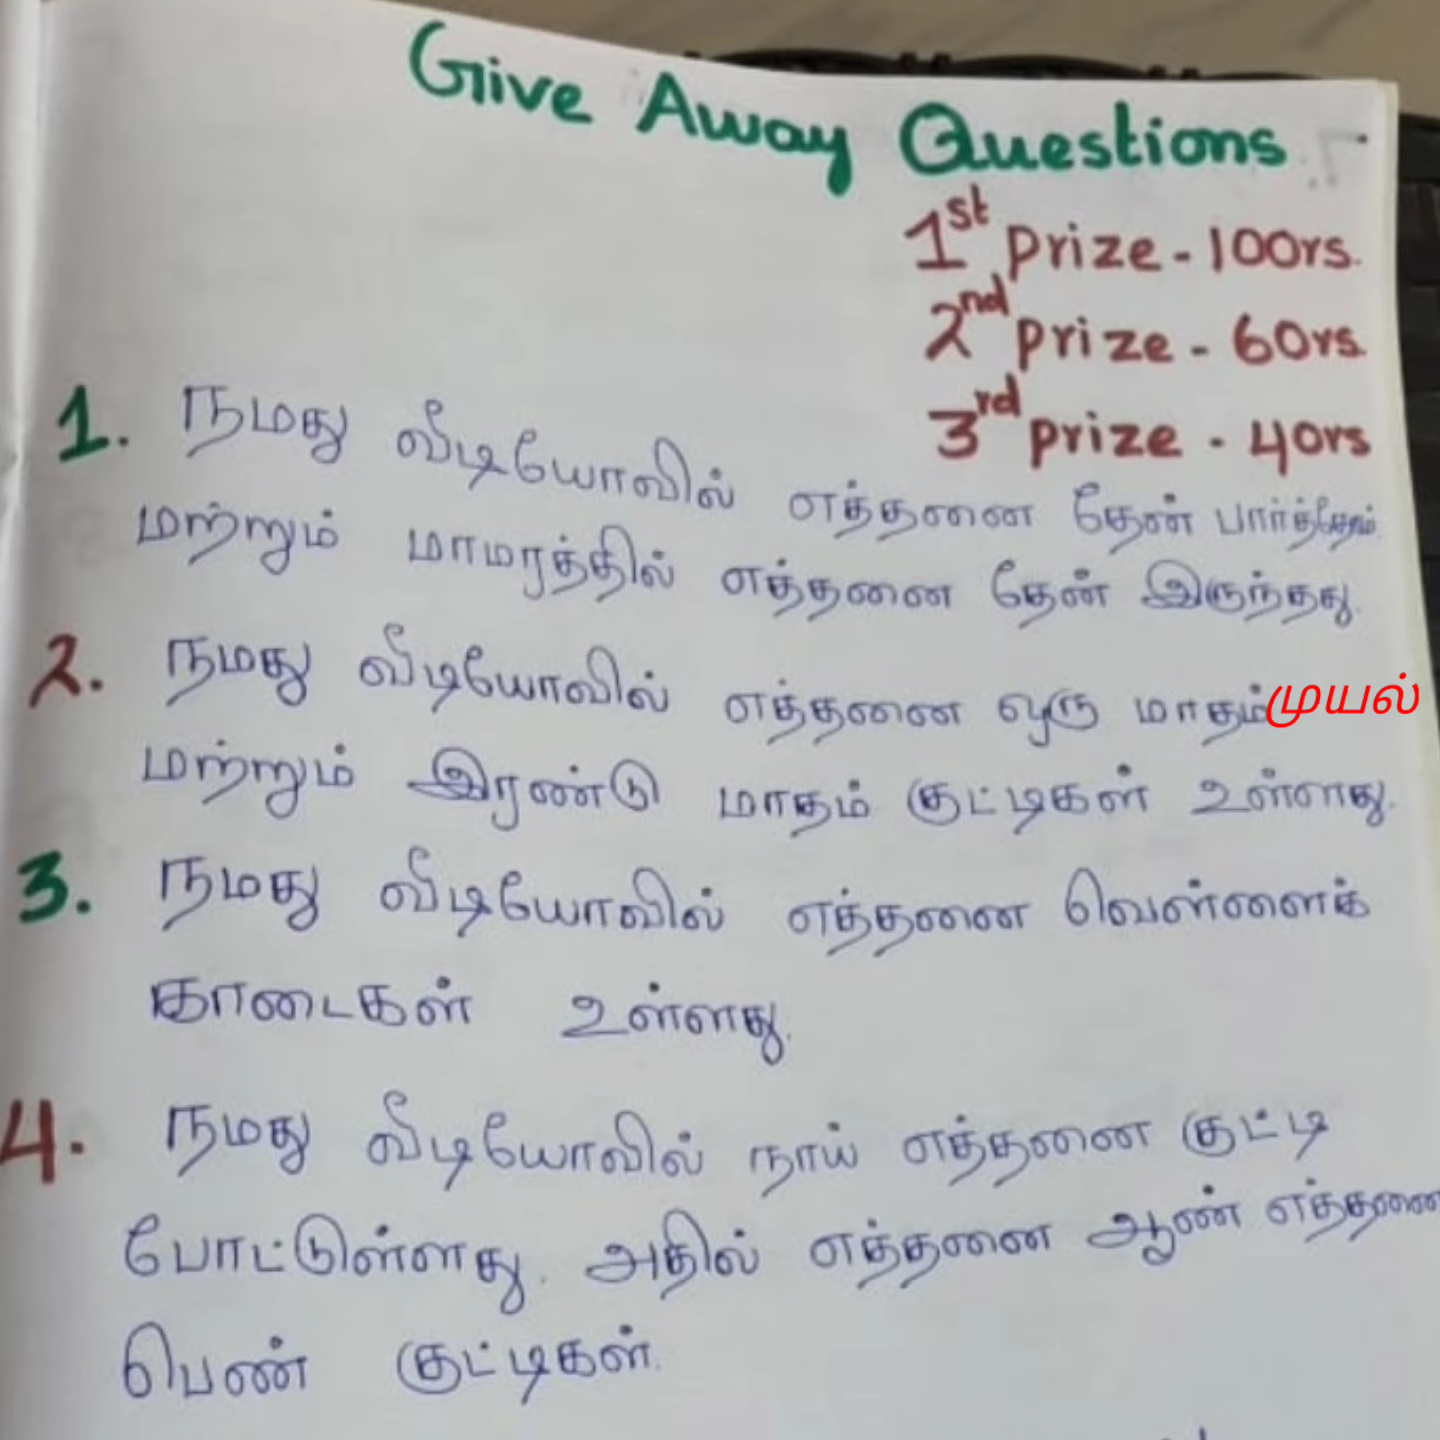 Give Away Questions
1st prize - 100rs.
2nd prize - 60rs.
3rd prize - 40rs
1. நமது வீடியோவில் எத்தனை தேன் பார்த்தோம்
மற்றும் மாமரத்தில் எத்தனை தேன் இருந்தது.
2. நமது வீடியோவில் எத்தனை ஒரு மாதம் முயல்
மற்றும் இரண்டு மாதம் குட்டிகள் உள்ளது.
3. நமது வீடியோவில் எத்தனை வெள்ளைக்
காடைகள் உள்ளது.
4. நமது வீடியோவில் நாய் எத்தனை குட்டி
போட்டுள்ளது. அதில் எத்தனை ஆண் எத்தனை
பெண் குட்டிகள்.